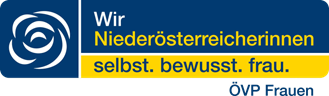 Wir
Niederösterreicherinnen
selbst. bewusst. frau.
ÖVP Frauen